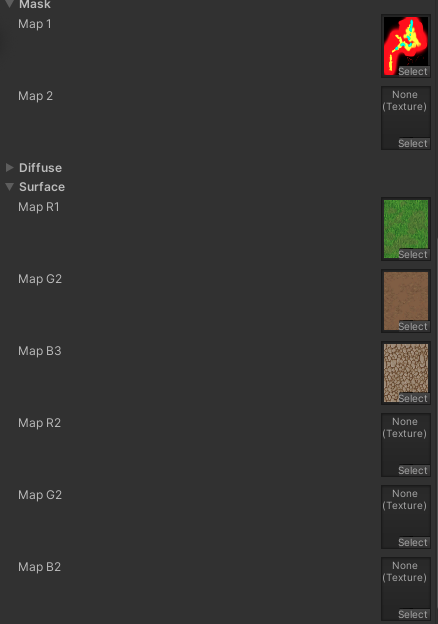 Mask
Map 1
Select
Map 2
None
(Texture)
Select
Diffuse
Surface
Map R1
Select
Map G2
Select
Map B3
Select
Map R2
None
(Texture)
Select
Map G2
None
(Texture)
Select
Map B2
None
(Texture)
Select